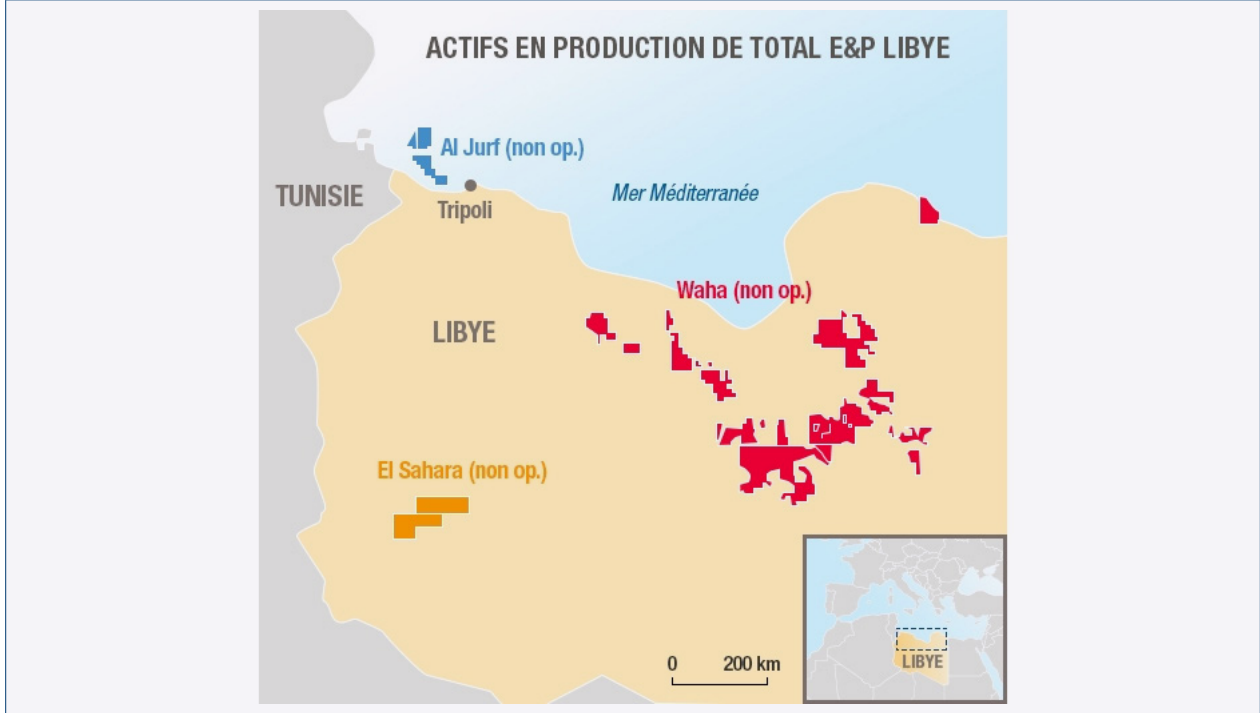 ACTIFS EN PRODUCTION DE TOTAL E&P LIBYE
Al Jurf (non op.)
TUNISIE
Mer Méditerranée
Tripoli
Waha (non op.)
LIBYE
El Sahara (non op.)
0 200 km
LIBYE